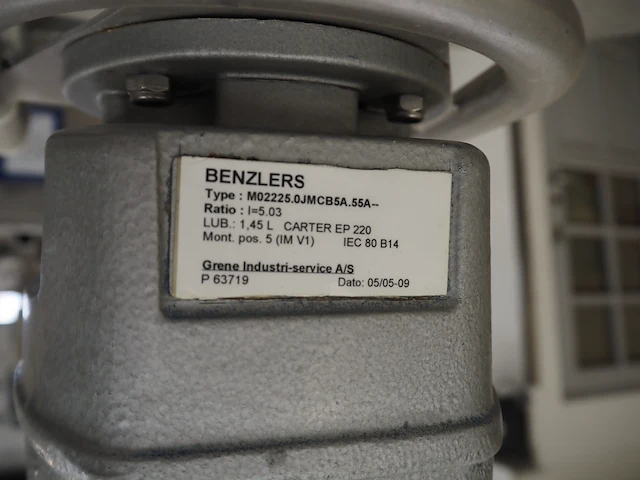 BENZLERS
Type : M02225.0JMCB5A.55A--
Ratio : I=5.03
LUB.: 1,45 L CARTER EP 220
Mont. pos. 5 (IM V1) IEC 80 B14
Grene Industri-service A/S
P 63719 Dato: 05/05-09